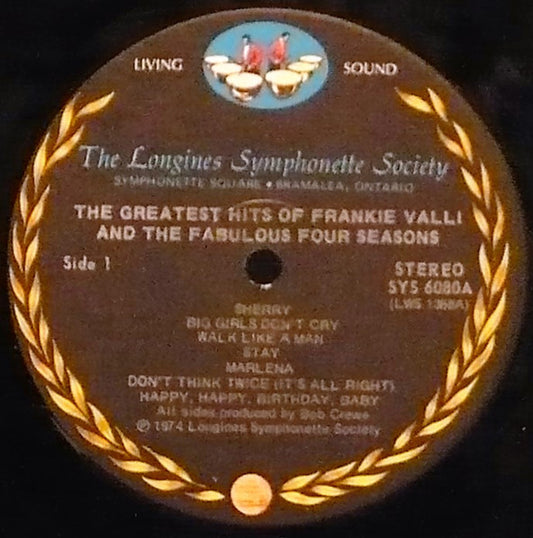 LIVING SOUND
The Longines Symphonette Society
SYMPHONETTE SQUARE • BRAMALEA, ONTARIO
THE GREATEST HITS OF FRANKIE VALLI
AND THE FABULOUS FOUR SEASONS
Side 1
STEREO
SYS 6080A
(LWS 1368A)
SHERRY
BIG GIRLS DON'T CRY
WALK LIKE A MAN
STAY
MARLENA
DON'T THINK TWICE (IT'S ALL RIGHT)
HAPPY, HAPPY, BIRTHDAY, BABY
All sides produced by Bob Crewe
℗ 1974 Longines Symphonette Society